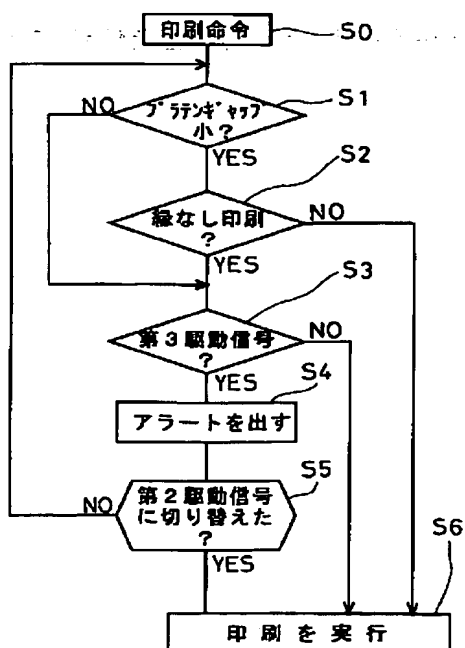 印刷命令
S0
プラテンギャップ
小?
S1
NO
YES
S2
縁なし印刷
?
NO
YES
S3
第3駆動信号
?
NO
YES
S4
アラートを出す
S5
第2駆動信号
に切り替えた
?
NO
YES
S6
印刷を実行